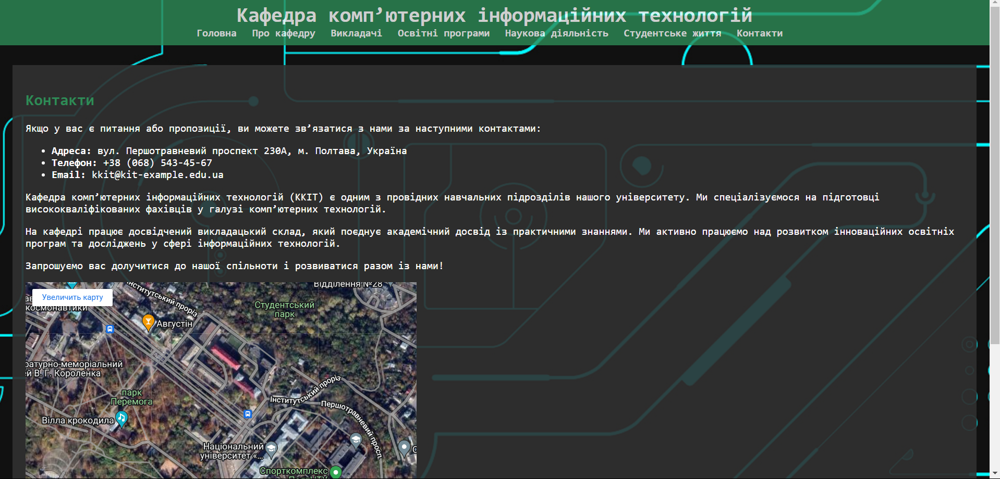 Кафедра комп’ютерних інформаційних технологій
Головна Про кафедру Викладачі Освітні програми Наукова діяльність Студентське життя Контакти
Контакти
Якщо у вас є питання або пропозиції, ви можете зв’язатися з нами за наступними контактами:
Адреса: вул. Першотравневий проспект 230А, м. Полтава, Україна
Телефон: +38 (068) 543-45-67
Email: kkit@kit-example.edu.ua
Кафедра комп’ютерних інформаційних технологій (ККІТ) є одним з провідних навчальних підрозділів нашого університету. Ми спеціалізуємося на підготовці
висококваліфікованих фахівців у галузі комп’ютерних технологій.
На кафедрі працює досвідчений викладацький склад, який поєднує академічний досвід із практичними знаннями. Ми активно працюємо над розвитком інноваційних освітніх
програм та досліджень у сфері інформаційних технологій.
Запрошуємо вас долучитися до нашої спільноти і розвиватися разом із нами!
Увеличить карту
космонавтики
Інститутський проріз
Відділення №28
Студентський
парк
Августін
ратурно-меморіальний
ей В. Г. Короленка
парк
Перемога
Вілла крокодила
Інститутський проріз
Першотравневий просп.
Національний
університет «...
Спорткомплекс